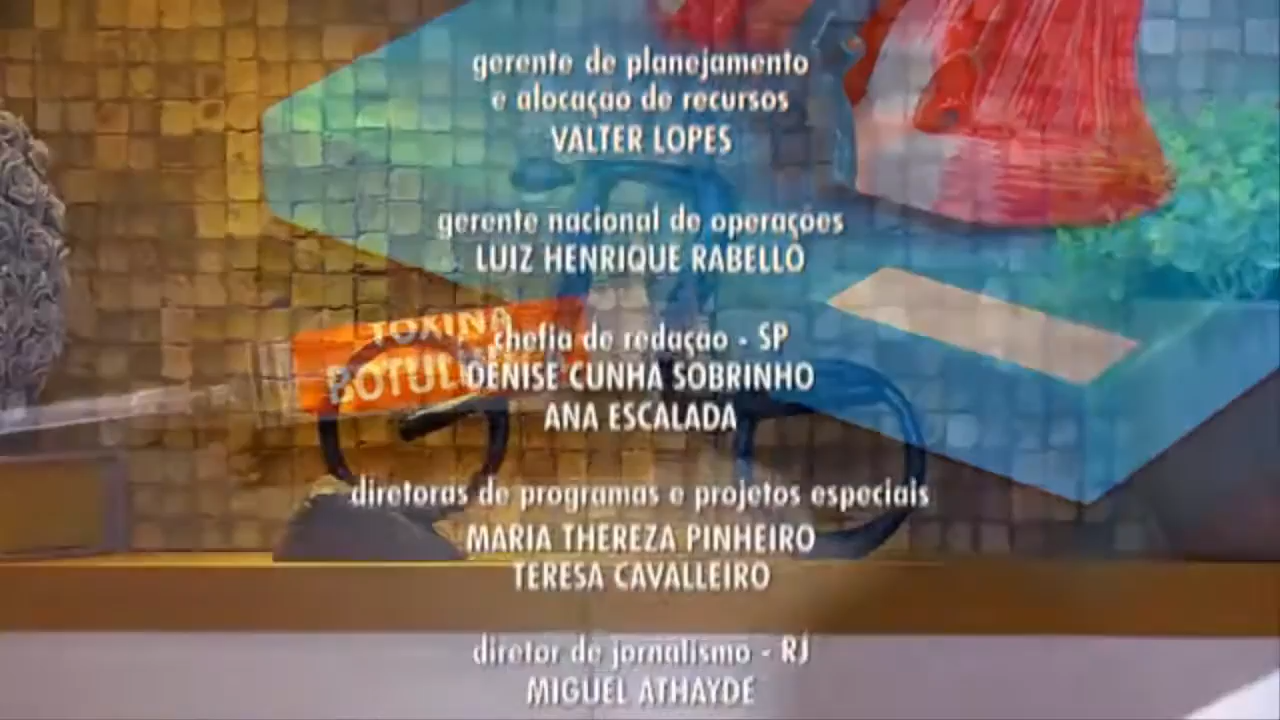 gerente de planejamento
e alocação de recursos
VALTER LOPES
gerente nacional de operações
LUIZ HENRIQUE RABELLO
TOXINA
chefia de redação - SP
DENISE CUNHA SOBRINHO
ANA ESCALADA
diretoras de programas e projetos especiais
MARIA THEREZA PINHEIRO
TERESA CAVALLEIRO
diretor de jornalismo - RJ
MIGUEL ATHAYDE